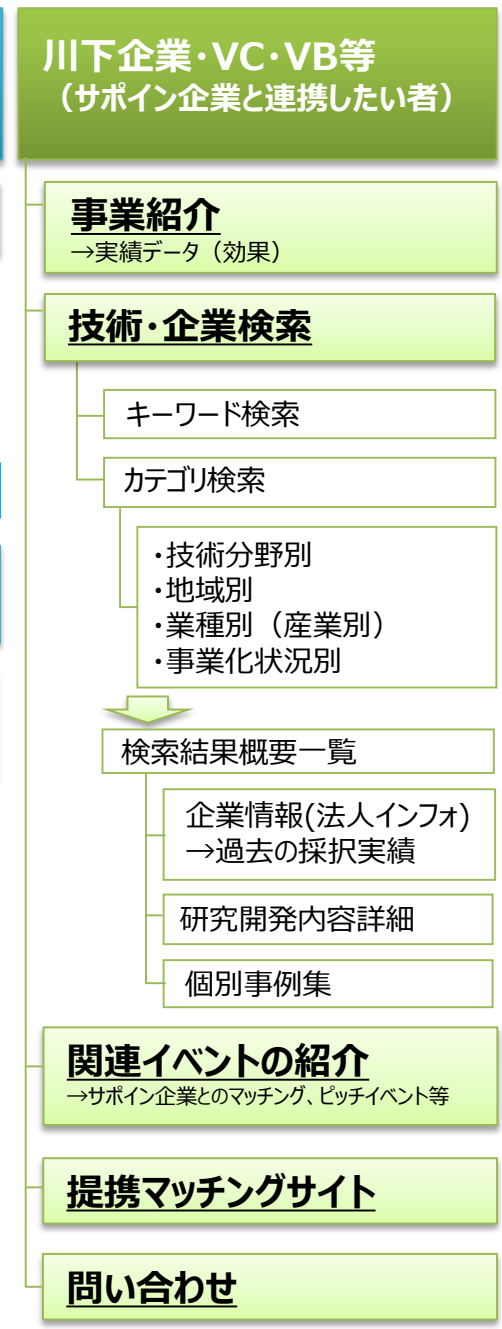 川下企業・VC・VB等
（サポイン企業と連携したい者）
事業紹介
→実績データ（効果）
技術・企業検索
キーワード検索
カテゴリ検索
・技術分野別
・地域別
・業種別（産業別）
・事業化状況別
検索結果概要一覧
企業情報(法人インフォ)
→過去の採択実績
研究開発内容詳細
個別事例集
関連イベントの紹介
→サポイン企業とのマッチング、ピッチイベント等
提携マッチングサイト
問い合わせ